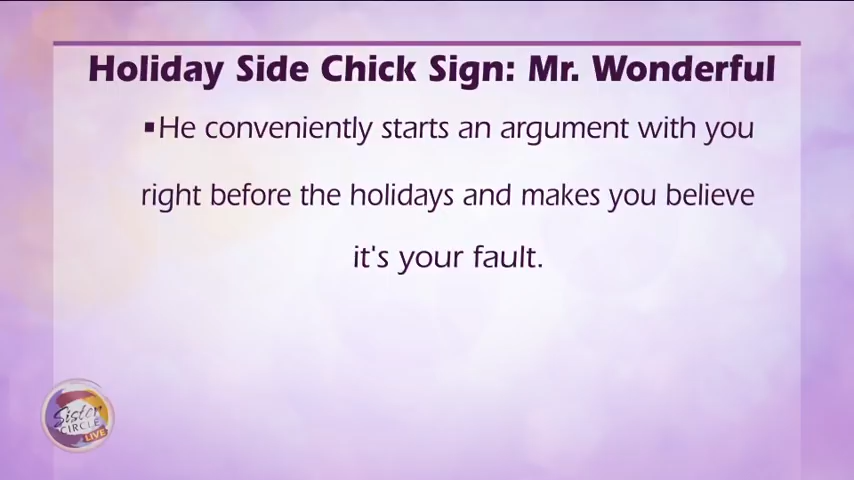 Holiday Side Chick Sign: Mr. Wonderful
▪He conveniently starts an argument with you
right before the holidays and makes you believe
it's your fault.
Sister
CIRCLE
LIVE